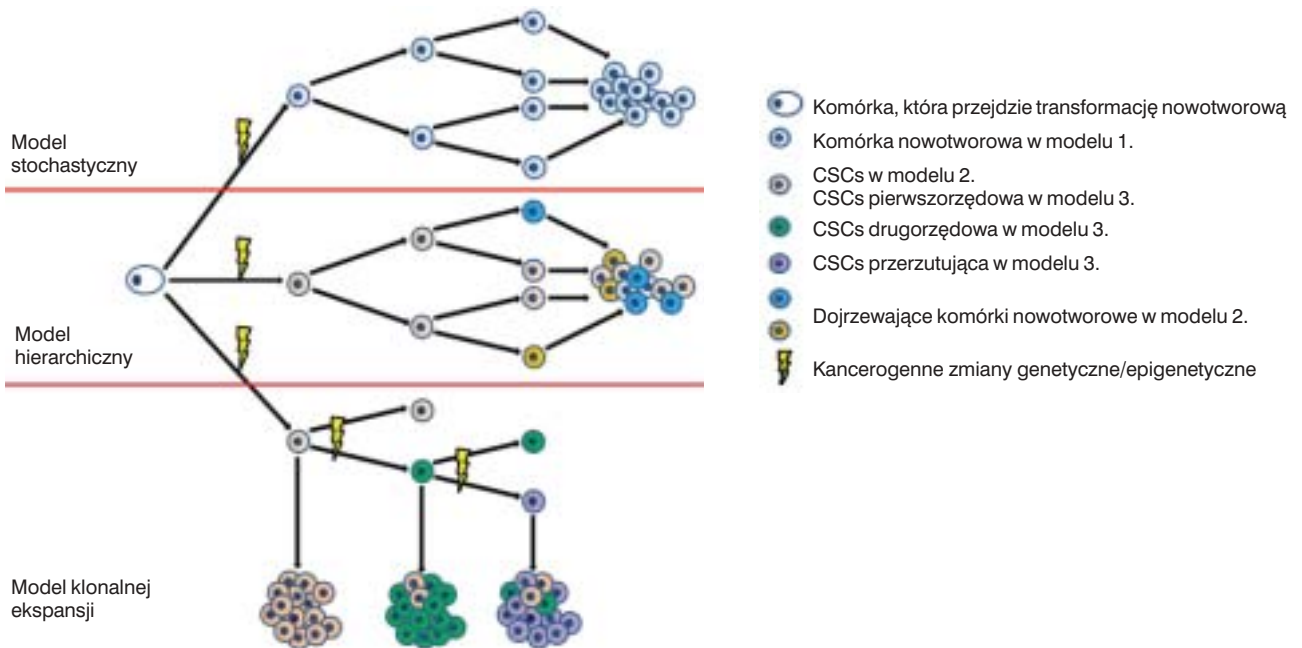 Model
stochastyczny
Model
hierarchiczny
Model klonalnej
ekspansji
Komórka, która przejdzie transformację nowotworową
Komórka nowotworowa w modelu 1.
CSCs w modelu 2.
CSCs pierwszorzędowa w modelu 3.
CSCs drugorzędowa w modelu 3.
CSCs przerzutująca w modelu 3.
Dojrzewające komórki nowotworowe w modelu 2.
Kancerogenne zmiany genetyczne/epigenetyczne